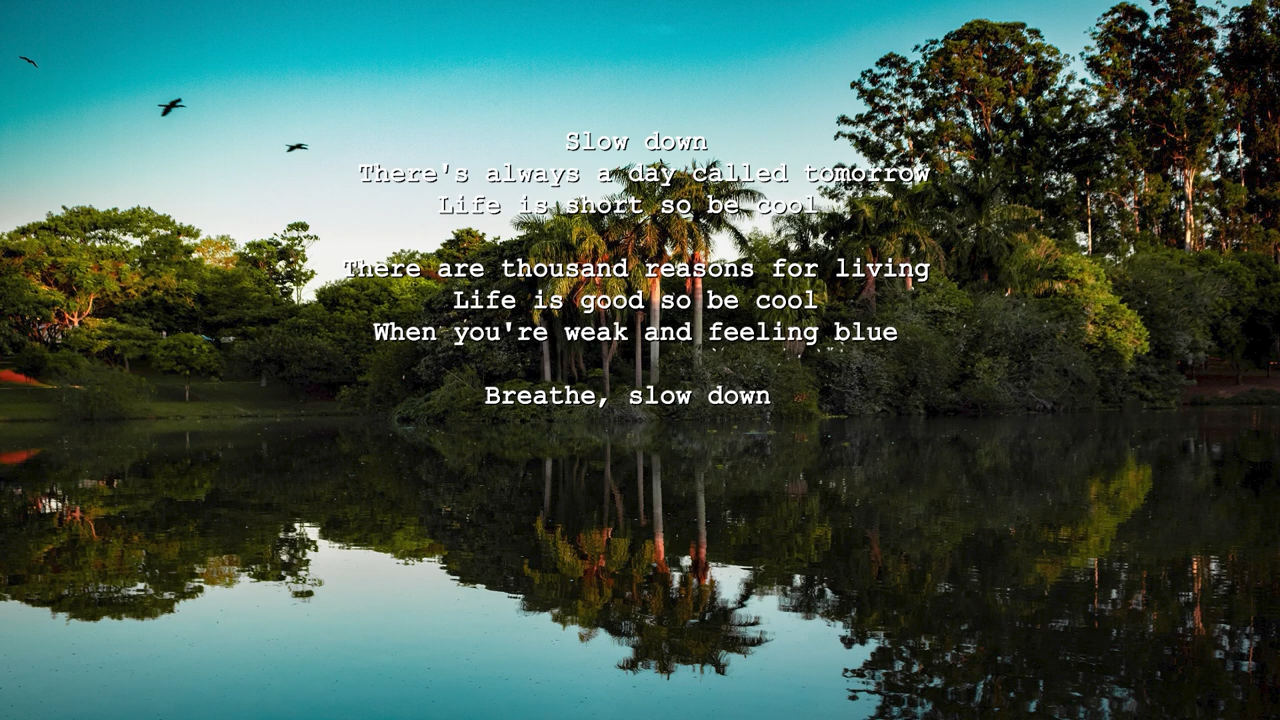 Slow down
There's always a day called tomorrow
Life is short so be cool
There are thousand reasons for living
Life is good so be cool
When you're weak and feeling blue
Breathe, slow down